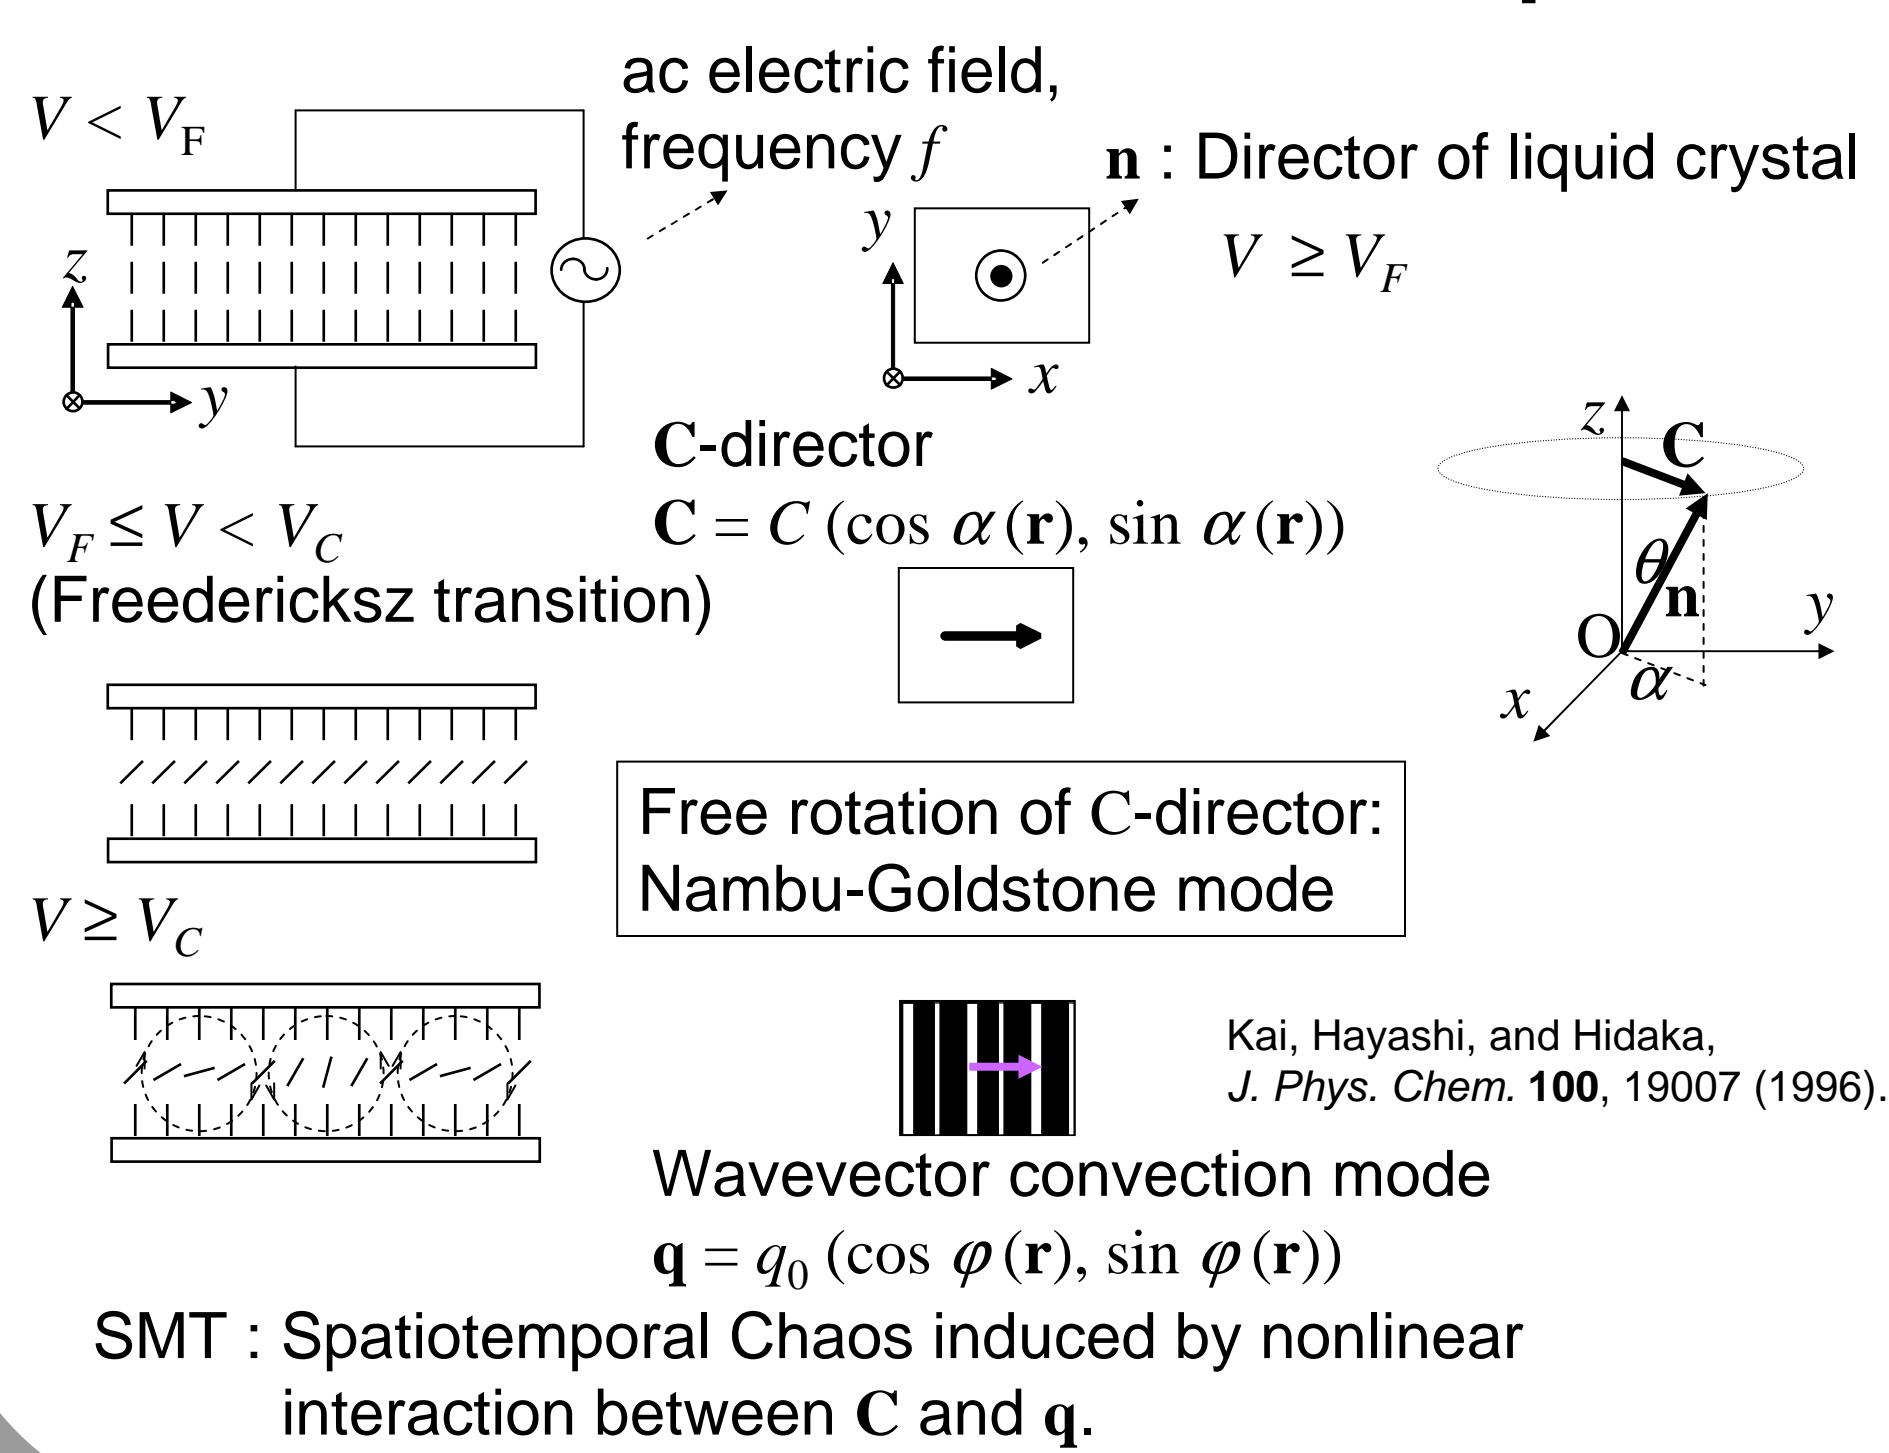 V < V_F
ac electric field,
frequency f
n : Director of liquid crystal
V ≥ V_F
z
y
y
x
C-director
C = C (cos α(r), sin α(r))
z
C
θ
n
O
y
α
x
V_F ≤ V < V_C
(Freedericksz transition)
Free rotation of C-director:
Nambu-Goldstone mode
V ≥ V_C
Kai, Hayashi, and Hidaka,
J. Phys. Chem. 100, 19007 (1996).
Wavevector convection mode
q = q_0 (cos φ(r), sin φ(r))
SMT : Spatiotemporal Chaos induced by nonlinear
interaction between C and q.